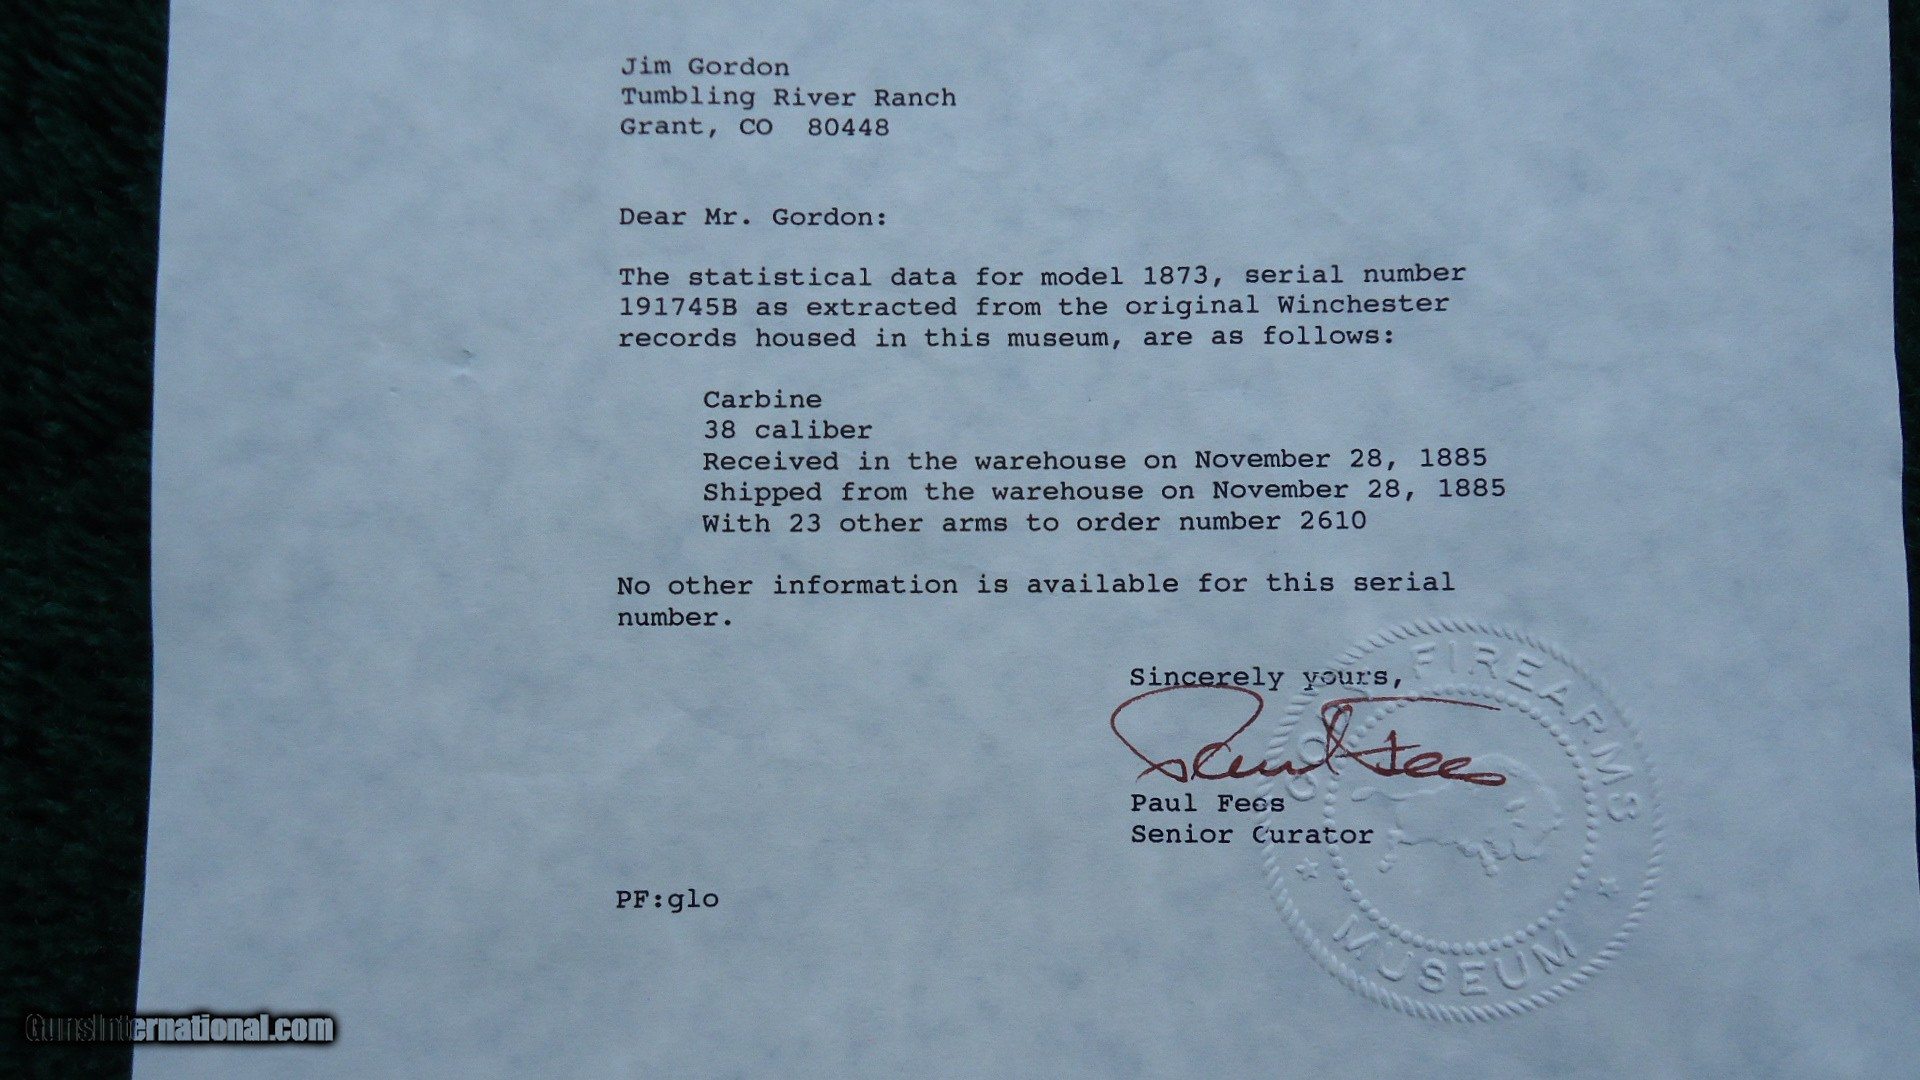 Jim Gordon
Tumbling River Ranch
Grant, CO  80448
Dear Mr. Gordon:
The statistical data for model 1873, serial number
191745B as extracted from the original Winchester
records housed in this museum, are as follows:
Carbine
38 caliber
Received in the warehouse on November 28, 1885
Shipped from the warehouse on November 28, 1885
With 23 other arms to order number 2610
No other information is available for this serial
number.
Sincerely yours,
Paul Fees
Paul Fees
Senior Curator
PF:glo
CODY FIREARMS
MUSEUM
GunsInternational.com